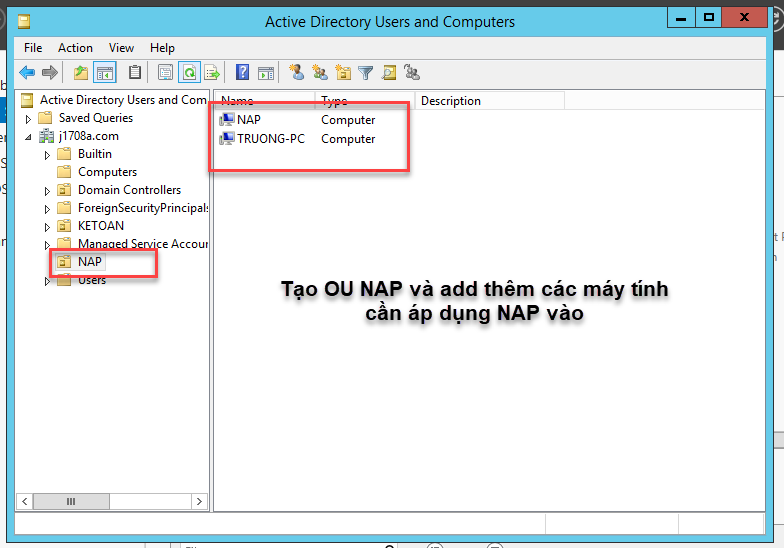 Active Directory Users and Computers
File Action View Help
Active Directory Users and Com
Saved Queries
j1708a.com
Builtin
Computers
Domain Controllers
ForeignSecurityPrincipals
KETOAN
Managed Service Accour
NAP
Users
Name Type Description
NAP Computer
TRUONG-PC Computer
Tạo OU NAP và add thêm các máy tính
cần áp dụng NAP vào